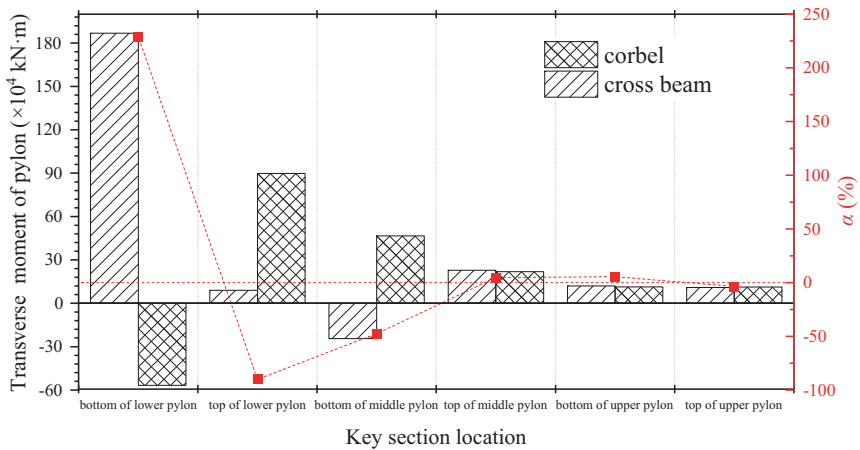 Transverse moment of pylon (×10⁴ kN·m)
180
150
120
90
60
30
0
-30
-60
corbel
cross beam
250
200
150
100
50
0
-50
-100
α (%)
bottom of lower pylon
top of lower pylon
bottom of middle pylon
top of middle pylon
bottom of upper pylon
top of upper pylon
Key section location